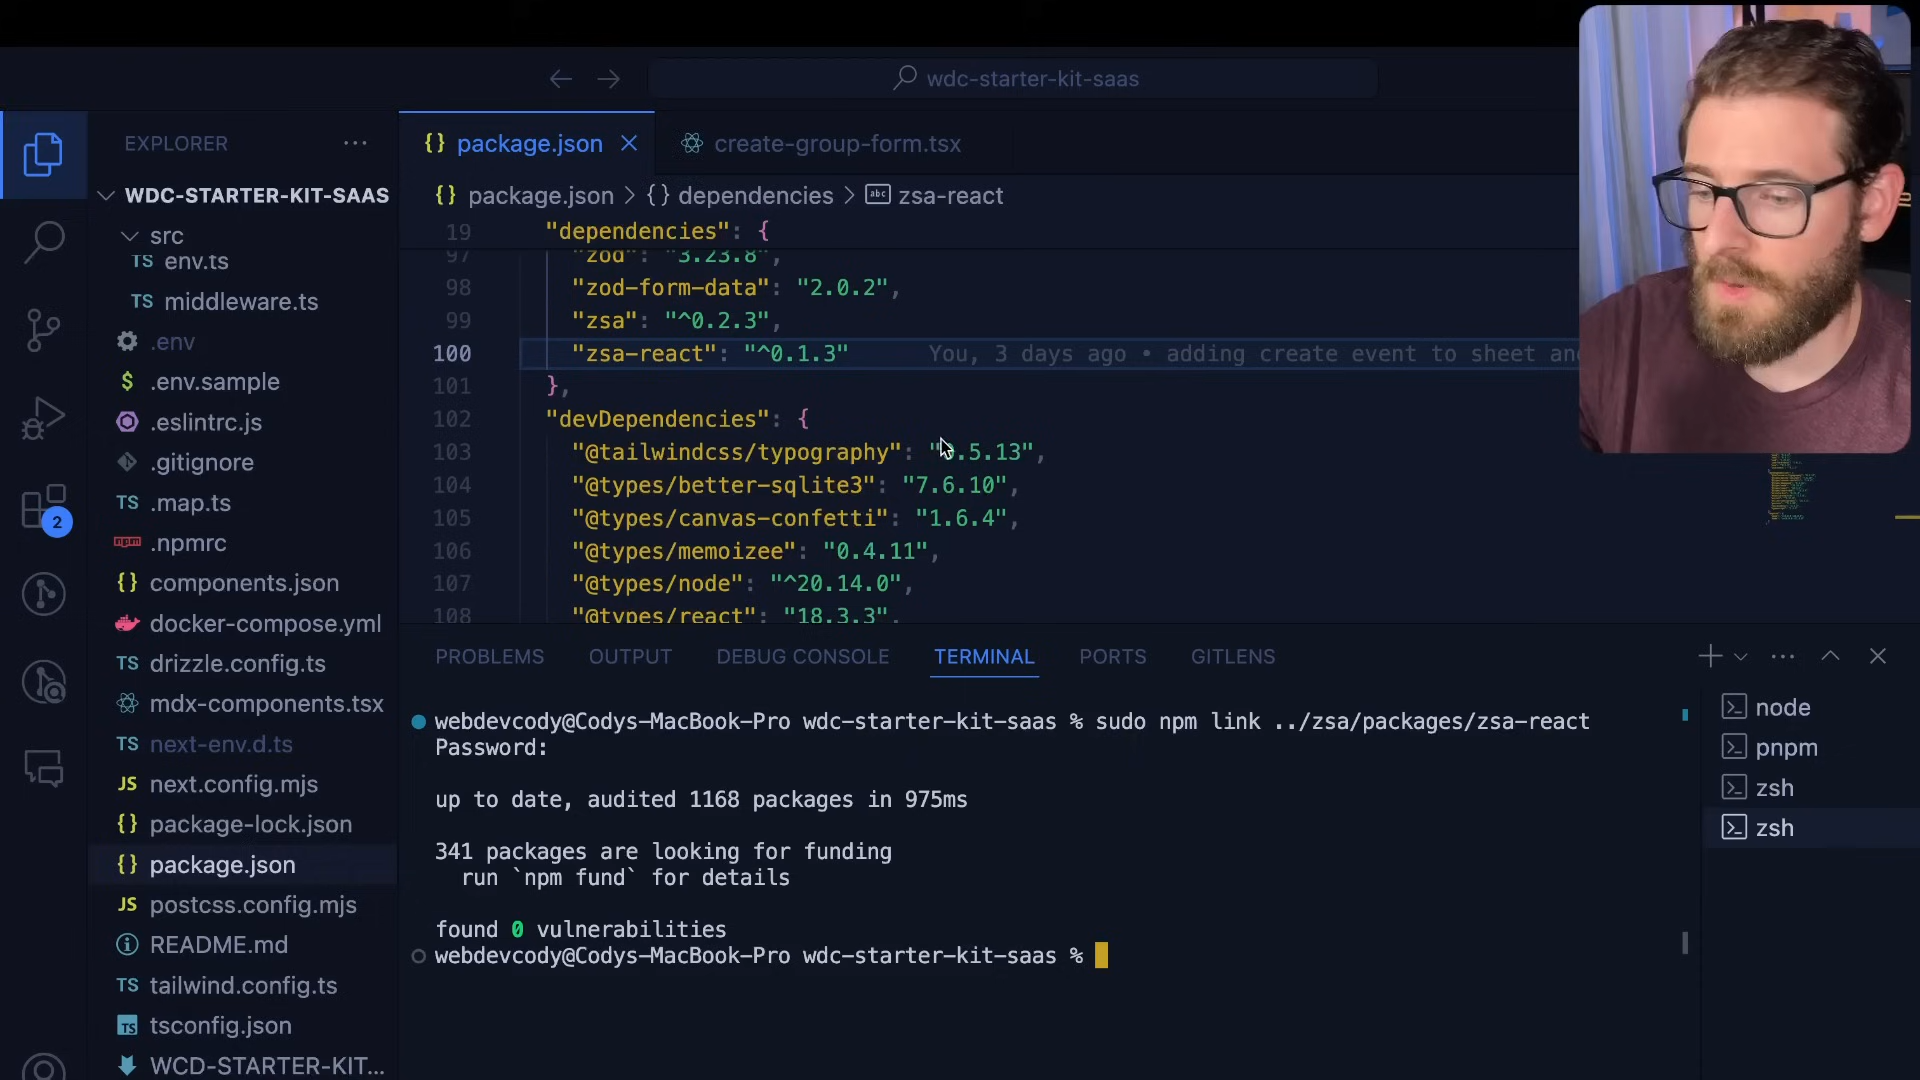 wdc-starter-kit-saas
EXPLORER
package.json
create-group-form.tsx
WDC-STARTER-KIT-SAAS
package.json > {} dependencies > abc zsa-react
src
env.ts
middleware.ts
.env
.env.sample
.eslintrc.js
.gitignore
.map.ts
.npmrc
components.json
docker-compose.yml
drizzle.config.ts
mdx-components.tsx
next-env.d.ts
next.config.mjs
package-lock.json
package.json
postcss.config.mjs
README.md
tailwind.config.ts
tsconfig.json
WCD-STARTER-KIT...
2
19 "dependencies": {
97 "zod": "3.23.8",
98 "zod-form-data": "2.0.2",
99 "zsa": "^0.2.3",
100 "zsa-react": "^0.1.3" You, 3 days ago • adding create event to sheet an
101 },
102 "devDependencies": {
103 "@tailwindcss/typography": "0.5.13",
104 "@types/better-sqlite3": "7.6.10",
105 "@types/canvas-confetti": "1.6.4",
106 "@types/memoizee": "0.4.11",
107 "@types/node": "^20.14.0",
108 "@types/react": "18.3.3",
PROBLEMS OUTPUT DEBUG CONSOLE TERMINAL PORTS GITLENS
webdevcody@Codys-MacBook-Pro wdc-starter-kit-saas % sudo npm link ../zsa/packages/zsa-react
Password:
up to date, audited 1168 packages in 975ms
341 packages are looking for funding
run `npm fund` for details
found 0 vulnerabilities
webdevcody@Codys-MacBook-Pro wdc-starter-kit-saas %
node
pnpm
zsh
zsh